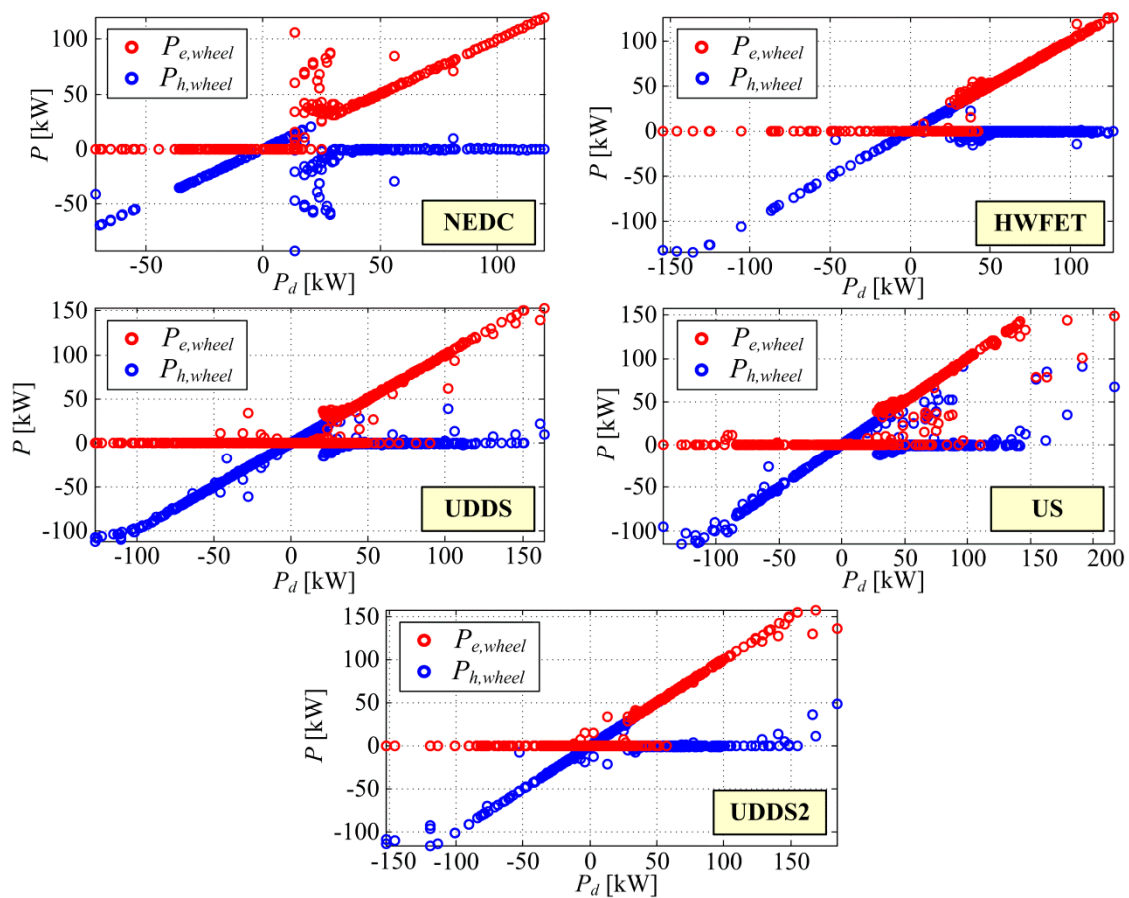 P [kW]
100
50
0
-50
P_e,wheel
P_h,wheel
NEDC
-50 0 50 100
P_d [kW]
P [kW]
100
50
0
-50
-100
P_e,wheel
P_h,wheel
HWFET
-150 -100 -50 0 50 100
P_d [kW]
P [kW]
150
100
50
0
-50
-100
P_e,wheel
P_h,wheel
UDDS
-100 -50 0 50 100 150
P_d [kW]
P [kW]
150
100
50
0
-50
-100
P_e,wheel
P_h,wheel
US
-100 -50 0 50 100 150 200
P_d [kW]
P [kW]
150
100
50
0
-50
-100
P_e,wheel
P_h,wheel
UDDS2
-150 -100 -50 0 50 100 150
P_d [kW]